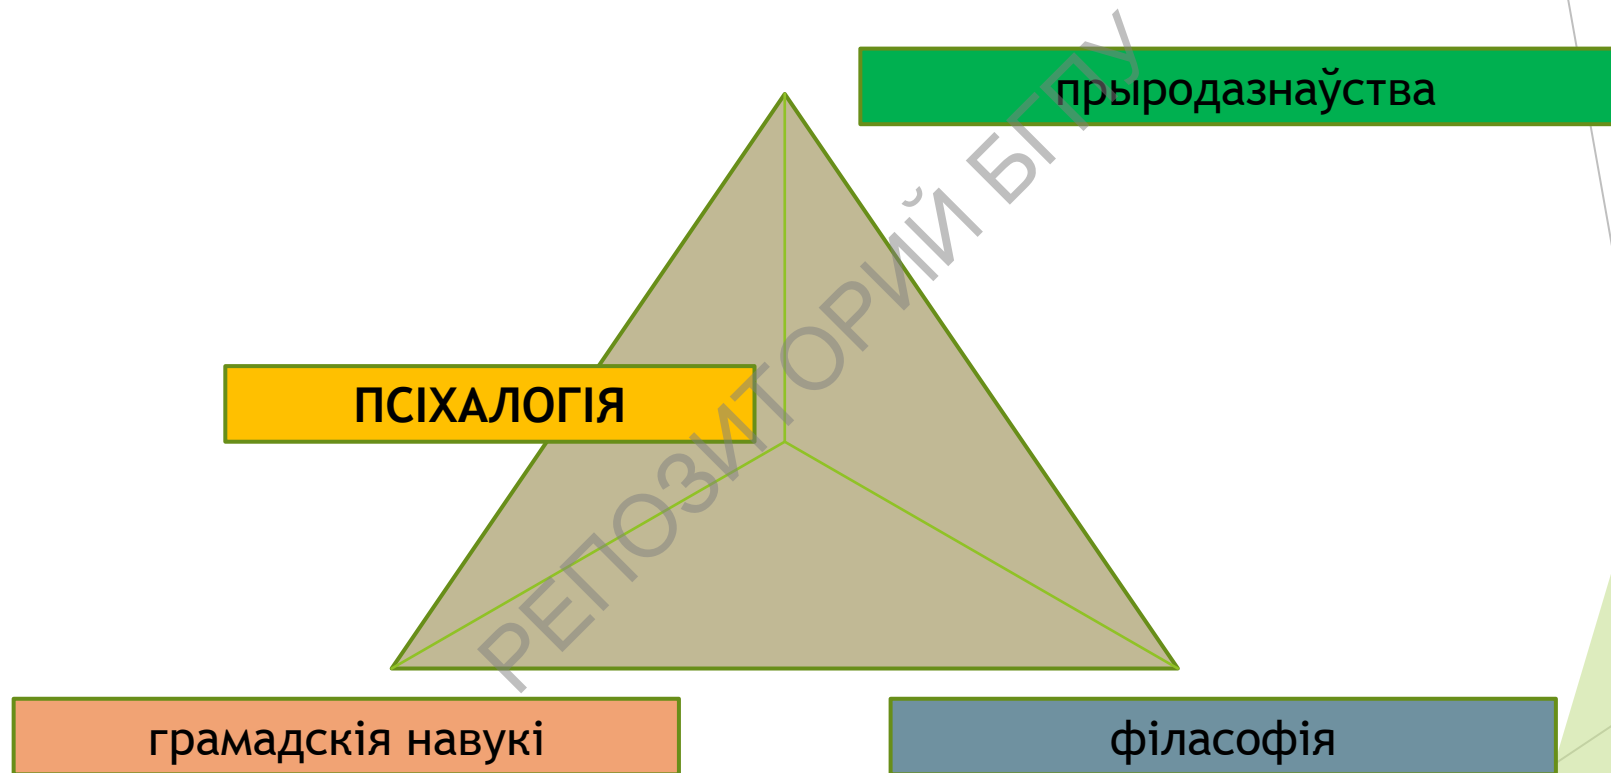 прыродазнаўства
ПСІХАЛОГІЯ
грамадскія навукі
філасофія
РЕПОЗИТОРИЙ БГПУ